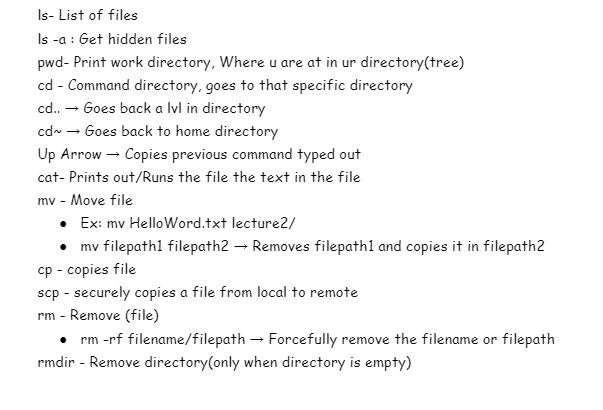 ls- List of files
ls -a : Get hidden files
pwd- Print work directory, Where u are at in ur directory(tree)
cd - Command directory, goes to that specific directory
cd.. → Goes back a lvl in directory
cd~ → Goes back to home directory
Up Arrow → Copies previous command typed out
cat- Prints out/Runs the file the text in the file
mv - Move file
● Ex: mv HelloWord.txt lecture2/
● mv filepath1 filepath2 → Removes filepath1 and copies it in filepath2
cp - copies file
scp - securely copies a file from local to remote
rm - Remove (file)
● rm -rf filename/filepath → Forcefully remove the filename or filepath
rmdir - Remove directory(only when directory is empty)